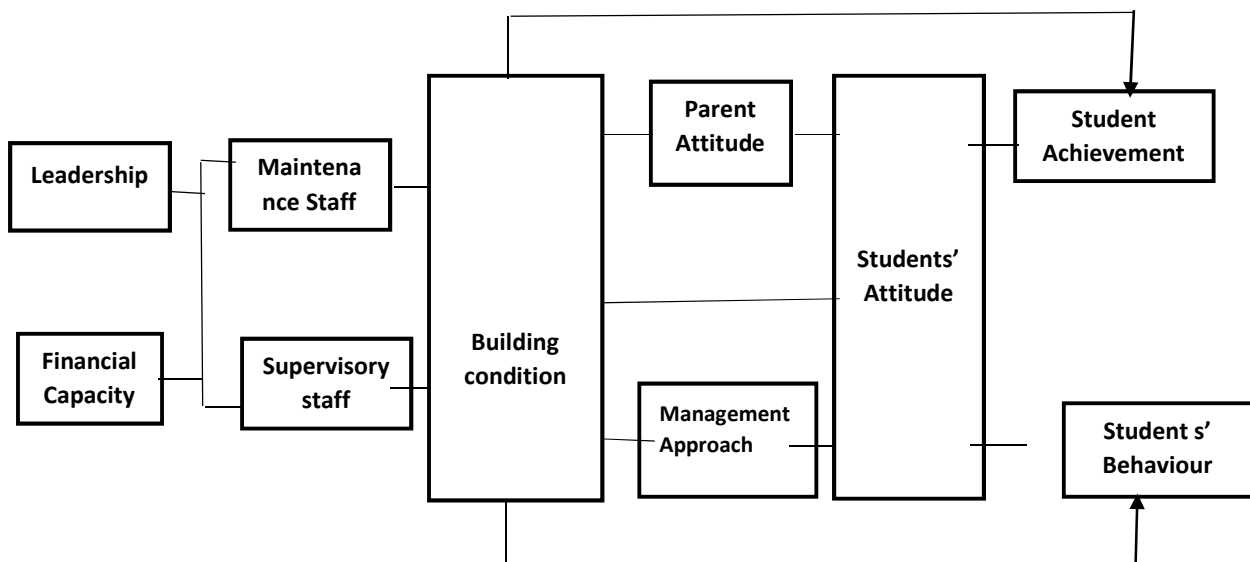 Leadership
Maintena
nce Staff
Financial
Capacity
Supervisory
staff
Building
condition
Parent
Attitude
Management
Approach
Students’
Attitude
Student
Achievement
Student s’
Behaviour